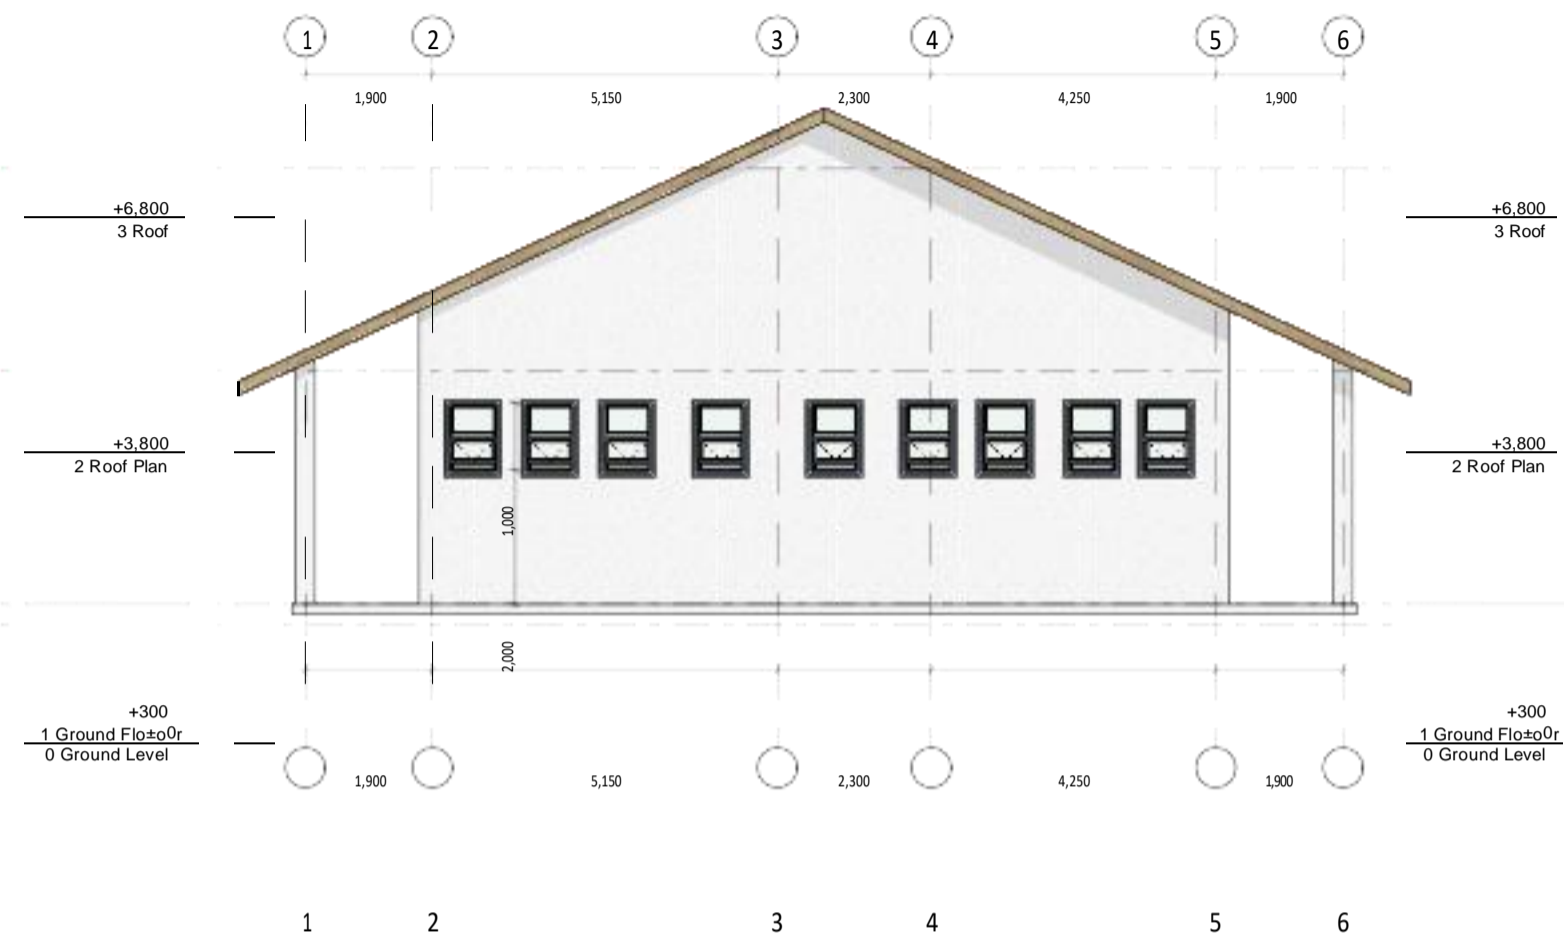 1 2 3 4 5 6
1,900 5,150 2,300 4,250 1,900
+6,800 +6,800
3 Roof 3 Roof
+3,800 +3,800
2 Roof Plan 2 Roof Plan
1,000
2,000
+300 +300
1 Ground Flo±o0r 1 Ground Flo±o0r
0 Ground Level 0 Ground Level
1,900 5,150 2,300 4,250 1,900
1 2 3 4 5 6